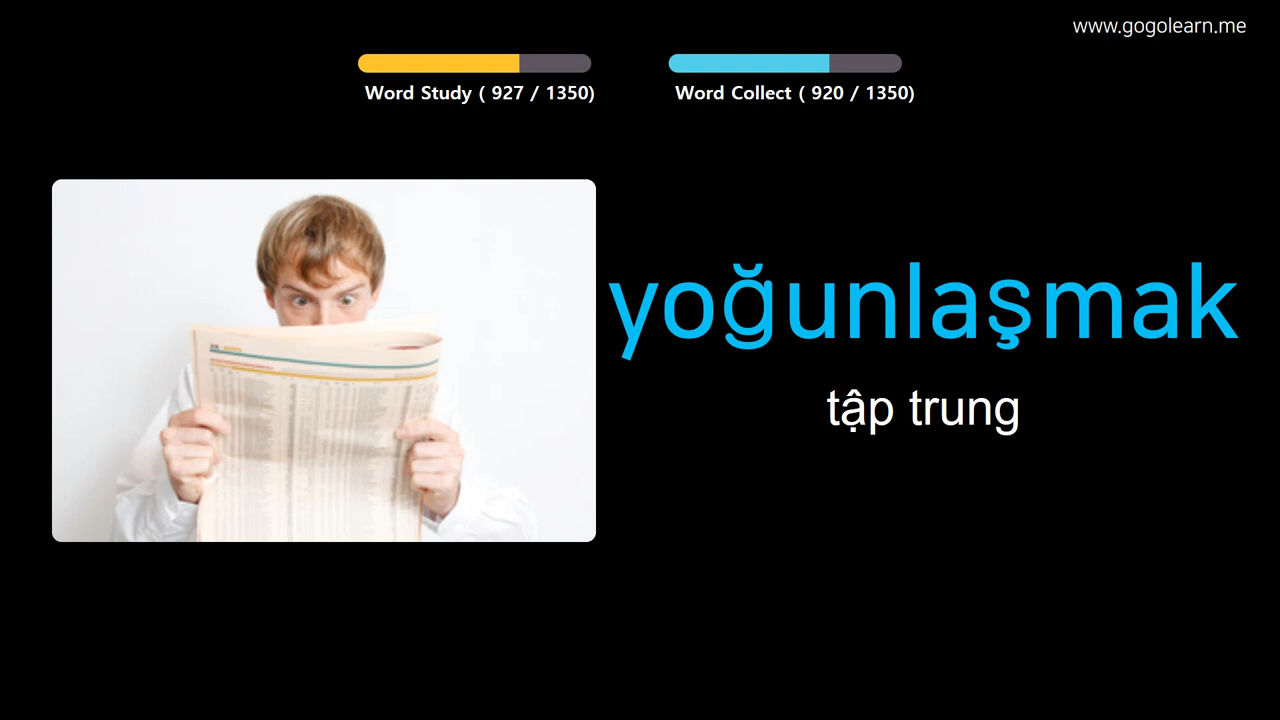 www.gogolearn.me
Word Study ( 927 / 1350)
Word Collect ( 920 / 1350)
yoğunlaşmak
tập trung